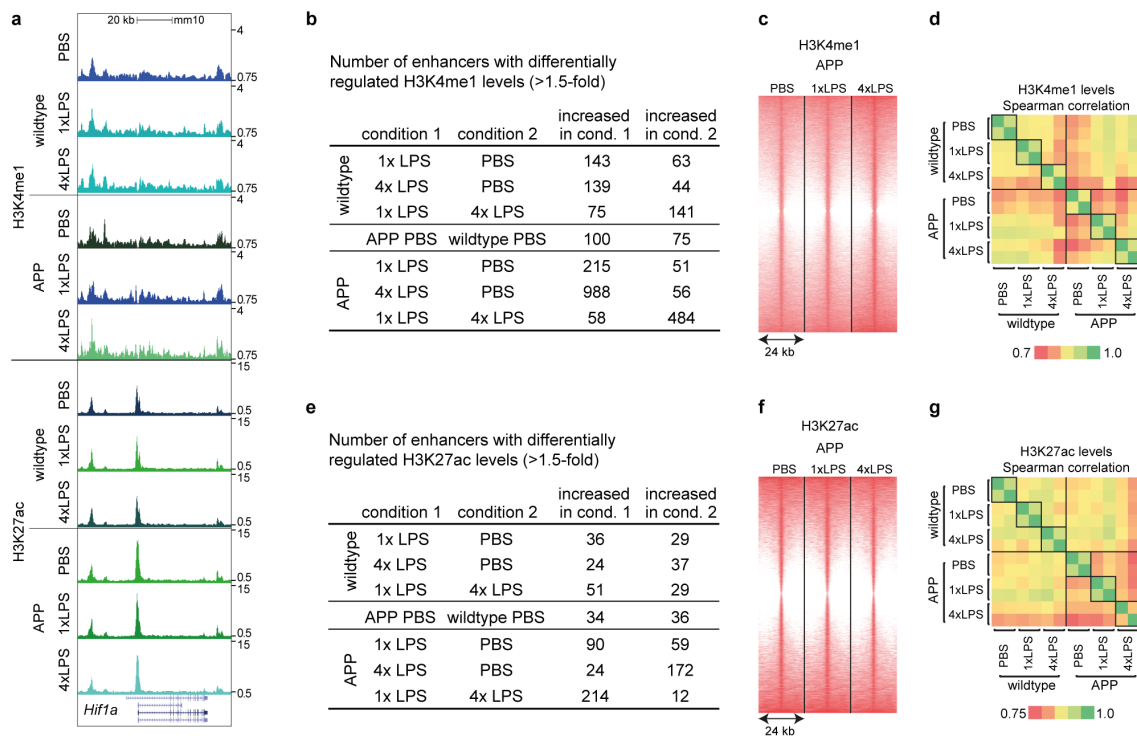 a
20 kb
mm10
H3K4me1
wildtype
PBS
4
0.75
1xLPS
4
0.75
4xLPS
4
0.75
APP
PBS
4
0.75
1xLPS
4
0.75
4xLPS
4
0.75
H3K27ac
wildtype
PBS
15
0.5
1xLPS
15
0.5
4xLPS
15
0.5
APP
PBS
15
0.5
1xLPS
15
0.5
4xLPS
15
0.5
Hif1a
b
Number of enhancers with differentially
regulated H3K4me1 levels (>1.5-fold)
condition 1 condition 2 increased in cond. 1 increased in cond. 2
wildtype
1x LPS PBS 143 63
4x LPS PBS 139 44
1x LPS 4x LPS 75 141
APP PBS wildtype PBS 100 75
APP
1x LPS PBS 215 51
4x LPS PBS 988 56
1x LPS 4x LPS 58 484
c
H3K4me1
APP
PBS 1xLPS 4xLPS
24 kb
d
H3K4me1 levels
Spearman correlation
wildtype
PBS
1xLPS
4xLPS
APP
PBS
1xLPS
4xLPS
PBS 1xLPS 4xLPS PBS 1xLPS 4xLPS
wildtype APP
0.7 1.0
e
Number of enhancers with differentially
regulated H3K27ac levels (>1.5-fold)
condition 1 condition 2 increased in cond. 1 increased in cond. 2
wildtype
1x LPS PBS 36 29
4x LPS PBS 24 37
1x LPS 4x LPS 51 29
APP PBS wildtype PBS 34 36
APP
1x LPS PBS 90 59
4x LPS PBS 24 172
1x LPS 4x LPS 214 12
f
H3K27ac
APP
PBS 1xLPS 4xLPS
24 kb
g
H3K27ac levels
Spearman correlation
wildtype
PBS
1xLPS
4xLPS
APP
PBS
1xLPS
4xLPS
PBS 1xLPS 4xLPS PBS 1xLPS 4xLPS
wildtype APP
0.75 1.0